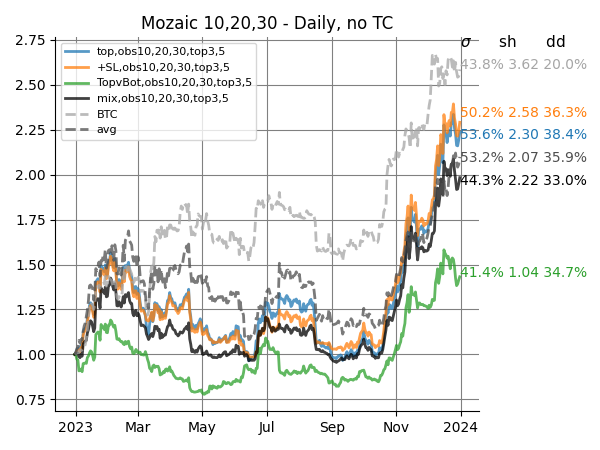 Mozaic 10,20,30 - Daily, no TC
σ sh dd
top,obs10,20,30,top3,5
+SL,obs10,20,30,top3,5
TopvBot,obs10,20,30,top3,5
mix,obs10,20,30,top3,5
BTC
avg
43.8% 3.62 20.0%
50.2% 2.58 36.3%
53.6% 2.30 38.4%
53.2% 2.07 35.9%
44.3% 2.22 33.0%
41.4% 1.04 34.7%
2.75
2.50
2.25
2.00
1.75
1.50
1.25
1.00
0.75
2023 Mar May Jul Sep Nov 2024